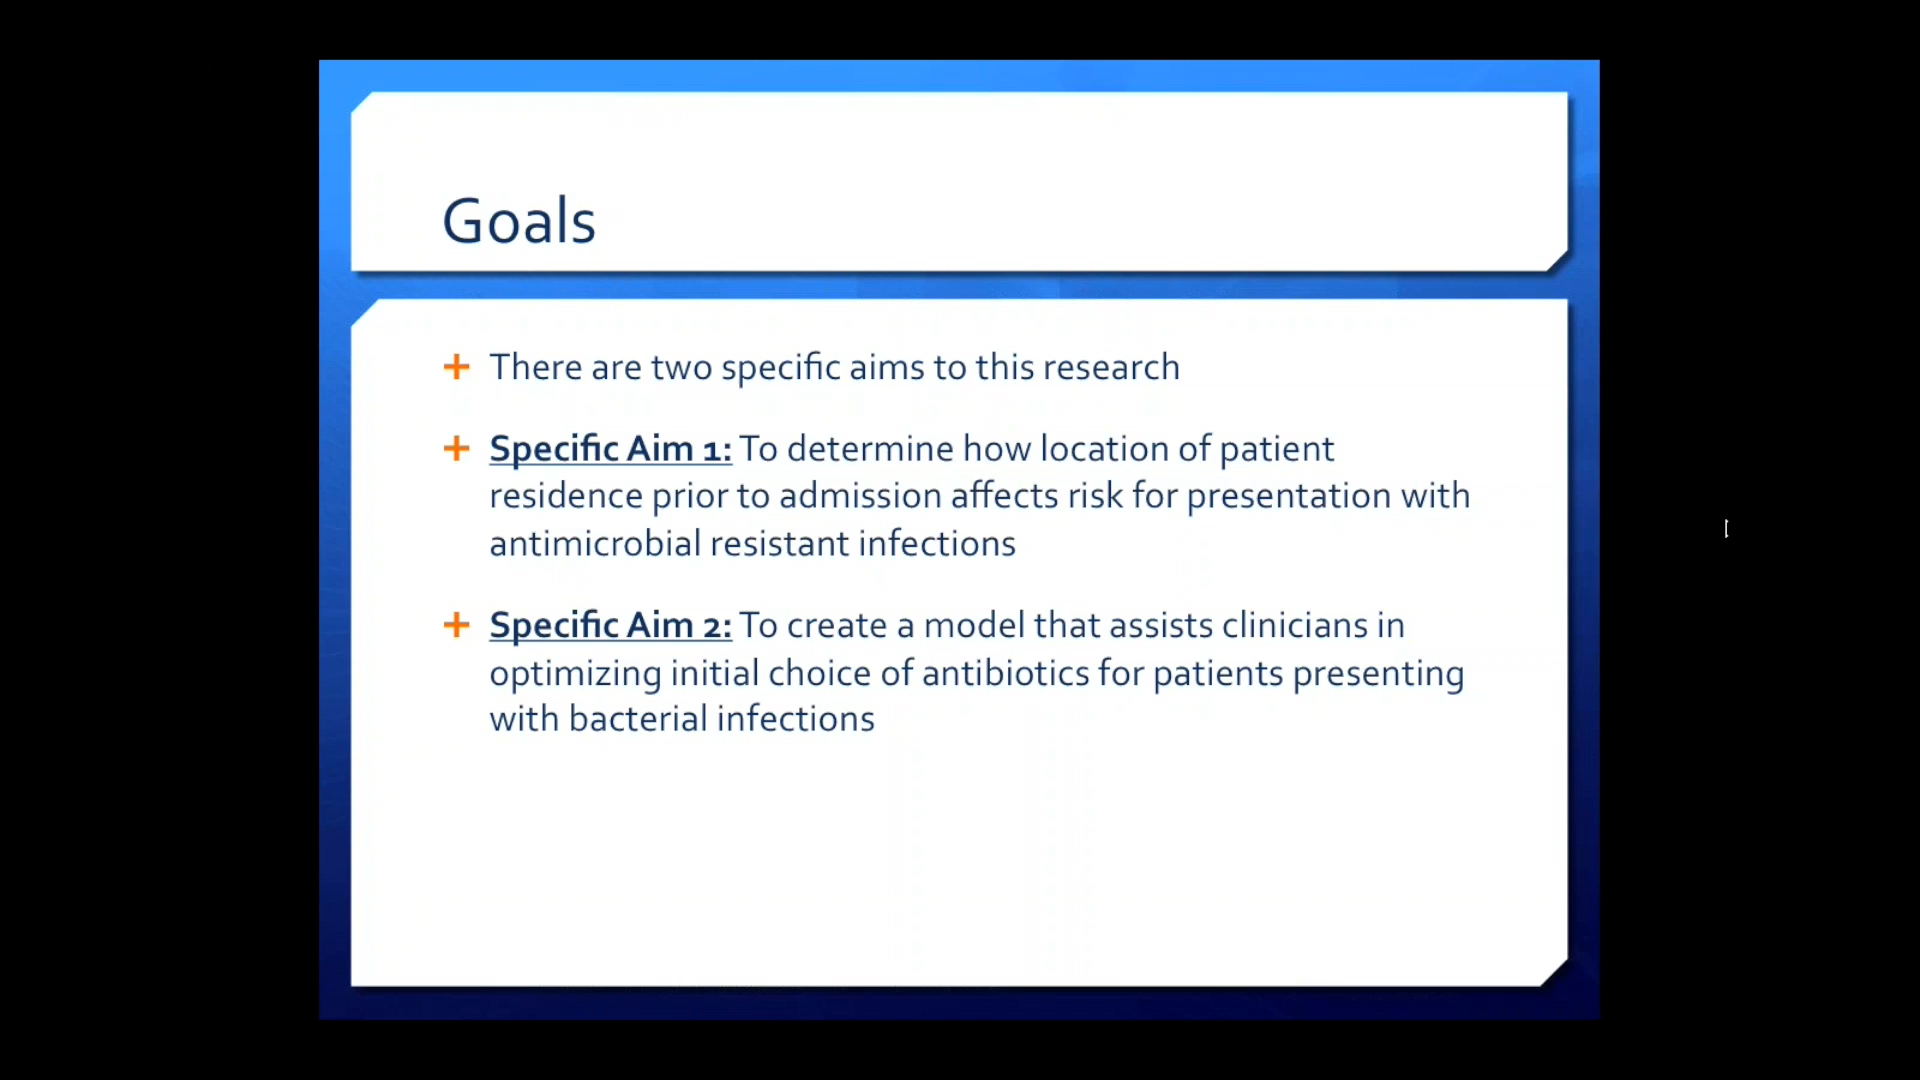 Goals
There are two specific aims to this research
Specific Aim 1: To determine how location of patient
residence prior to admission affects risk for presentation with
antimicrobial resistant infections
Specific Aim 2: To create a model that assists clinicians in
optimizing initial choice of antibiotics for patients presenting
with bacterial infections